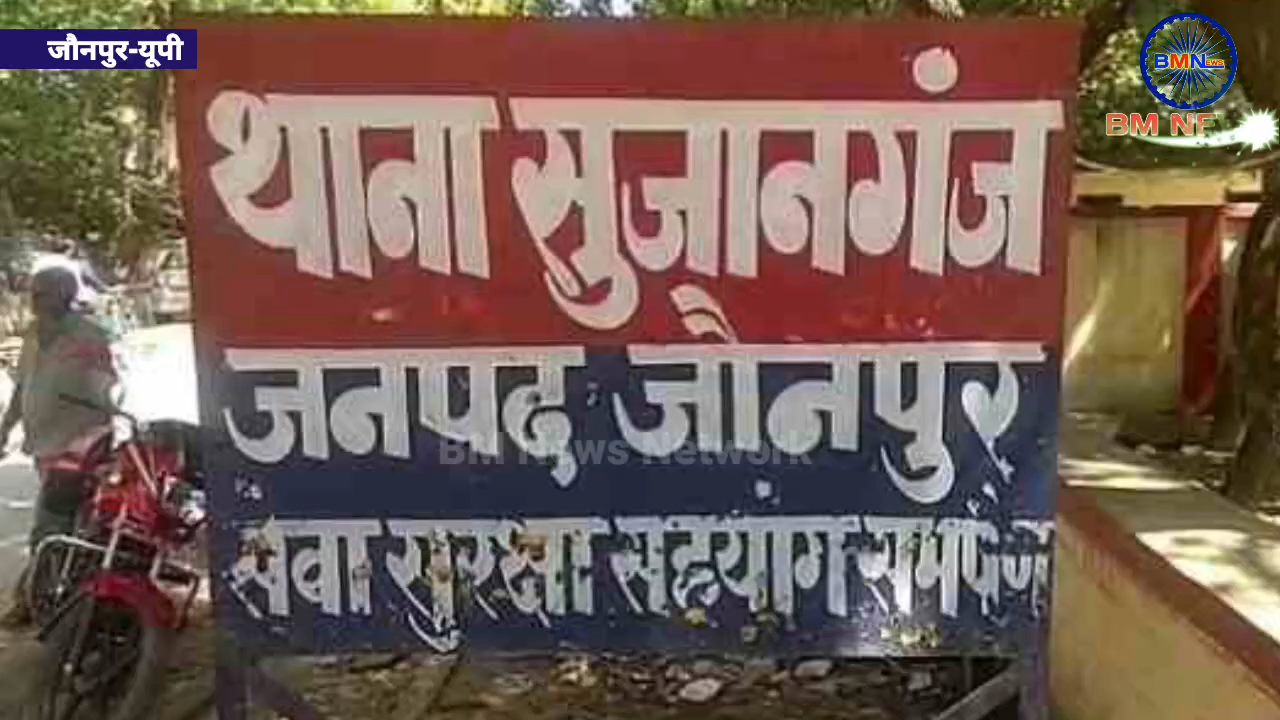 जौनपुर-यूपी
BMNEWS
BM NE
थाना सुजानगंज
जनपद जौनपुर
BM News Network
सेवा सुरक्षा सहयोग समर्पण